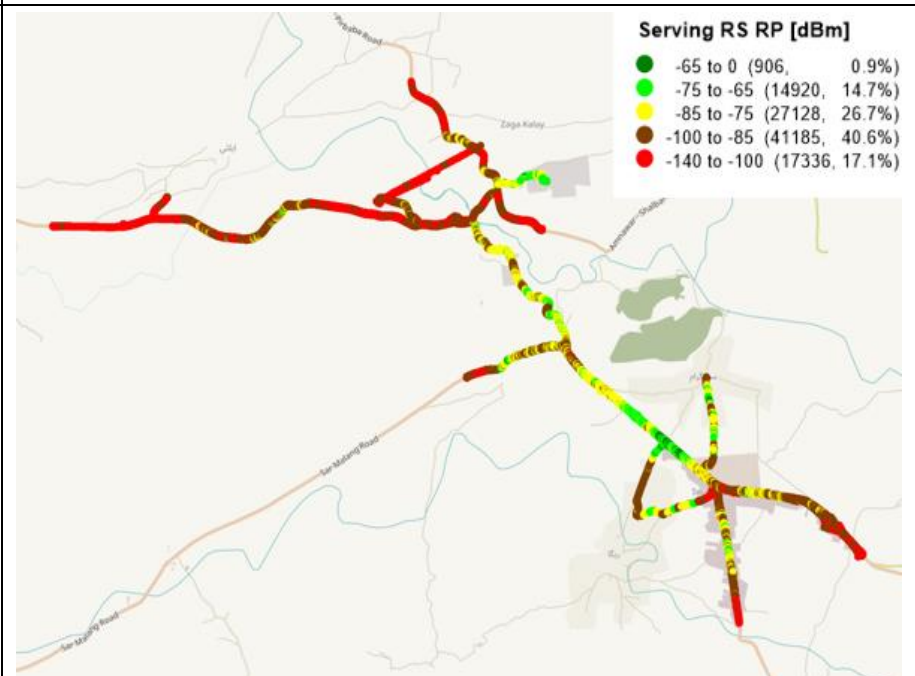 Serving RS RP [dBm]
-65 to 0 (906, 0.9%)
-75 to -65 (14920, 14.7%)
-85 to -75 (27128, 26.7%)
-100 to -85 (41185, 40.6%)
-140 to -100 (17336, 17.1%)
Pirbaba Road
Zaga Kalay
Sar Malang Road
Sar Malang Road